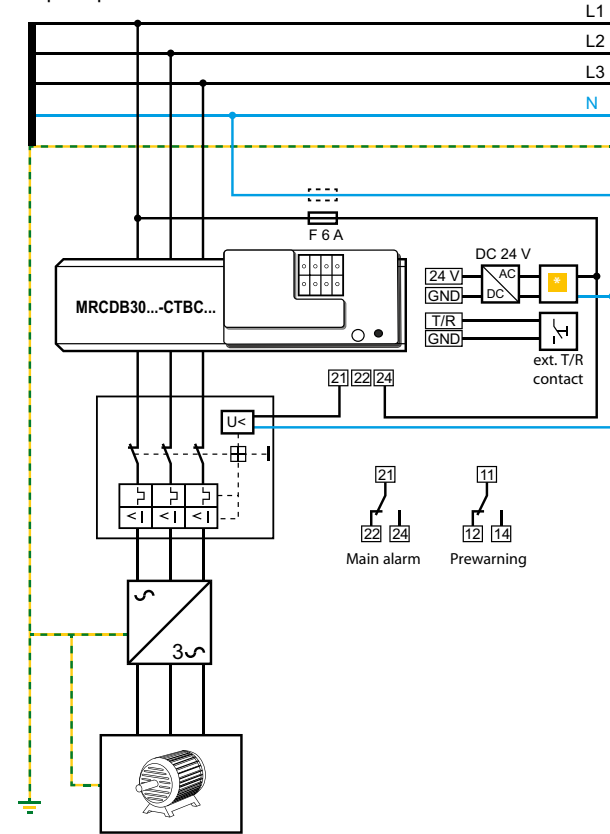 L1
L2
L3
N
F 6 A
DC 24 V
MRCDB30...-CTBC...
24 V
AC
DC
*
GND
T/R
GND
ext. T/R
contact
21 22 24
U<
< I < I < I
21
11
22 24
12 14
Main alarm
Prewarning
3